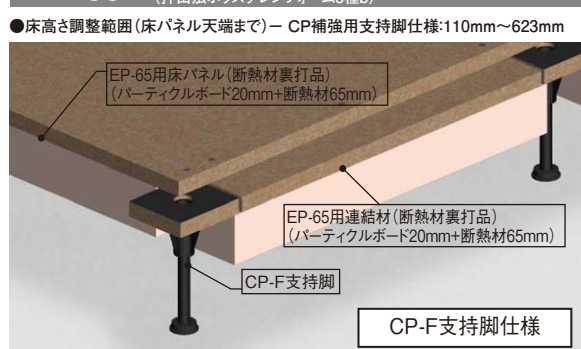 ●床高さ調整範囲(床パネル天端まで)− CP補強用支持脚仕様:110mm〜623mm
EP-65用床パネル(断熱材裏打品)
(パーティクルボード20mm+断熱材65mm)
EP-65用連結材(断熱材裏打品)
(パーティクルボード20mm+断熱材65mm)
CP-F支持脚
CP-F支持脚仕様